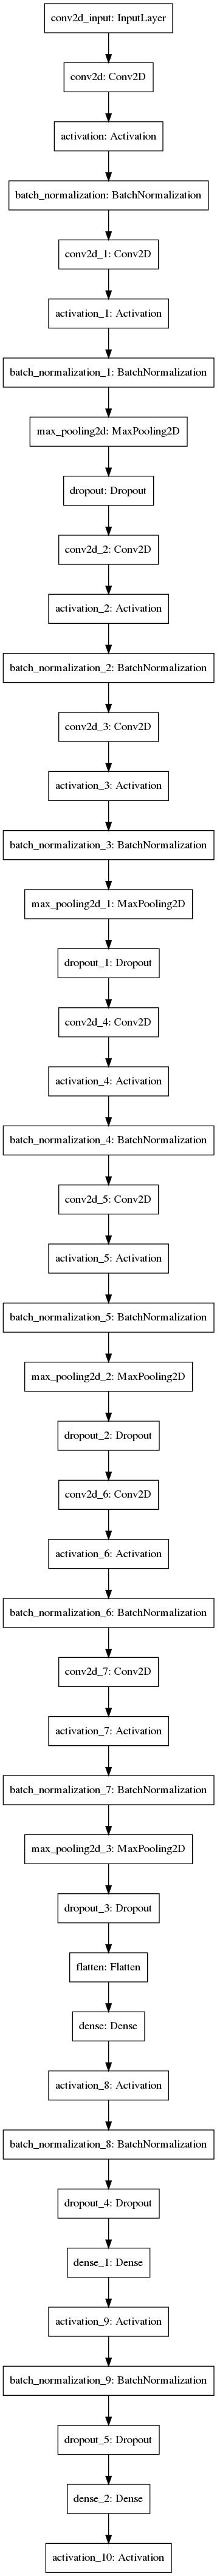 conv2d_input: InputLayer
conv2d: Conv2D
activation: Activation
batch_normalization: BatchNormalization
conv2d_1: Conv2D
activation_1: Activation
batch_normalization_1: BatchNormalization
max_pooling2d: MaxPooling2D
dropout: Dropout
conv2d_2: Conv2D
activation_2: Activation
batch_normalization_2: BatchNormalization
conv2d_3: Conv2D
activation_3: Activation
batch_normalization_3: BatchNormalization
max_pooling2d_1: MaxPooling2D
dropout_1: Dropout
conv2d_4: Conv2D
activation_4: Activation
batch_normalization_4: BatchNormalization
conv2d_5: Conv2D
activation_5: Activation
batch_normalization_5: BatchNormalization
max_pooling2d_2: MaxPooling2D
dropout_2: Dropout
conv2d_6: Conv2D
activation_6: Activation
batch_normalization_6: BatchNormalization
conv2d_7: Conv2D
activation_7: Activation
batch_normalization_7: BatchNormalization
max_pooling2d_3: MaxPooling2D
dropout_3: Dropout
flatten: Flatten
dense: Dense
activation_8: Activation
batch_normalization_8: BatchNormalization
dropout_4: Dropout
dense_1: Dense
activation_9: Activation
batch_normalization_9: BatchNormalization
dropout_5: Dropout
dense_2: Dense
activation_10: Activation